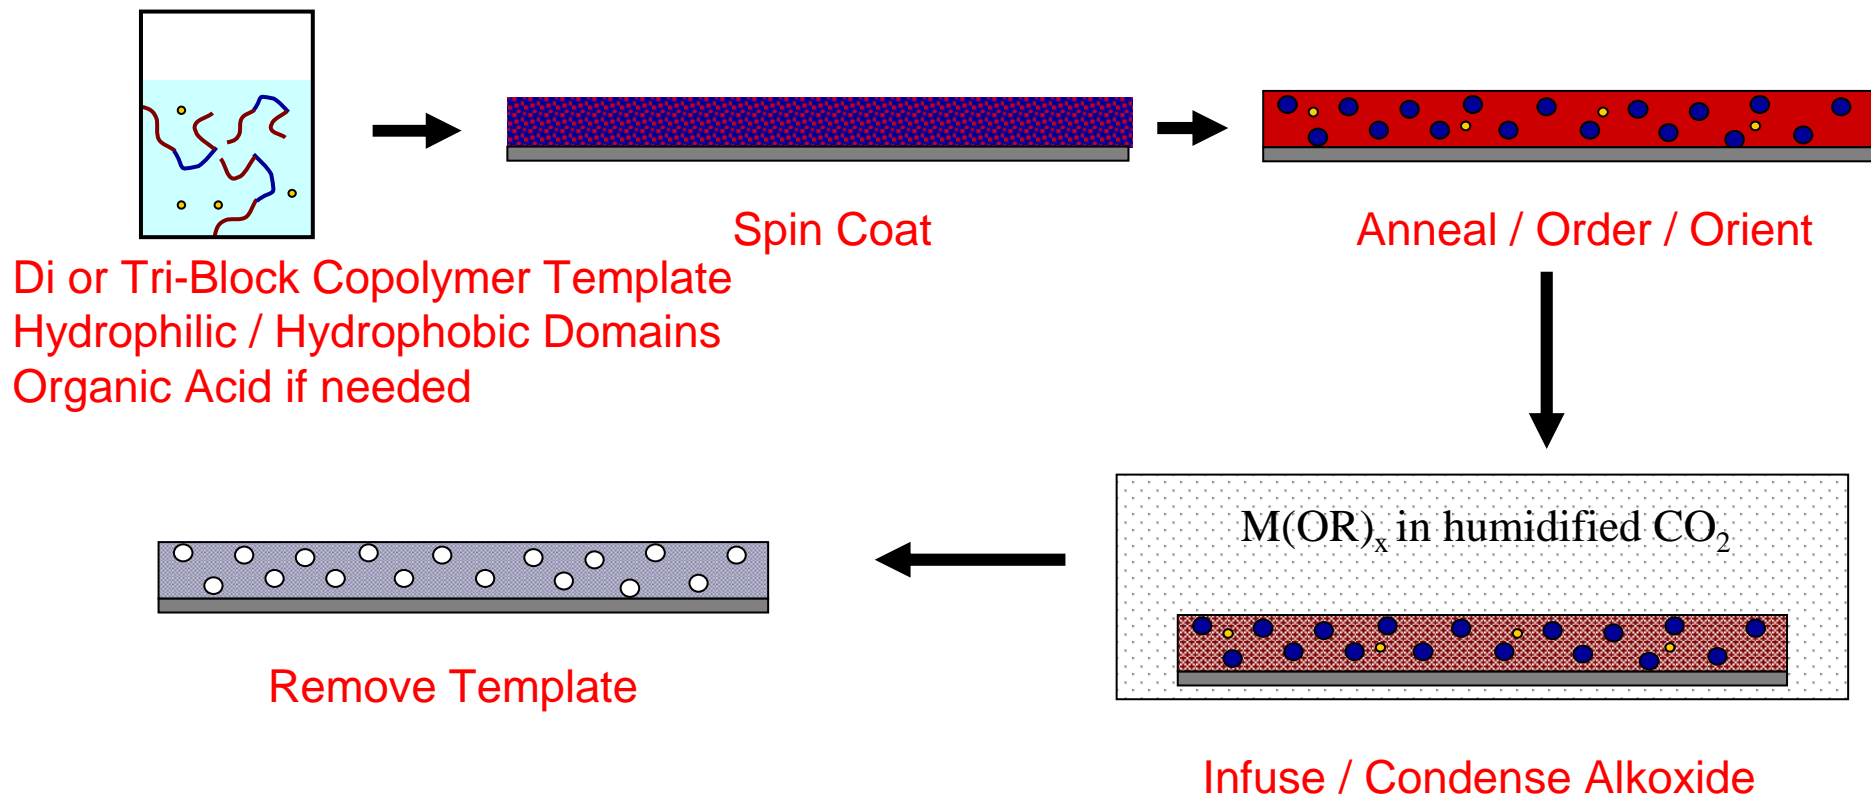 Spin Coat
Anneal / Order / Orient
Di or Tri-Block Copolymer Template
Hydrophilic / Hydrophobic Domains
Organic Acid if needed
M(OR)x in humidified CO2
Remove Template
Infuse / Condense Alkoxide